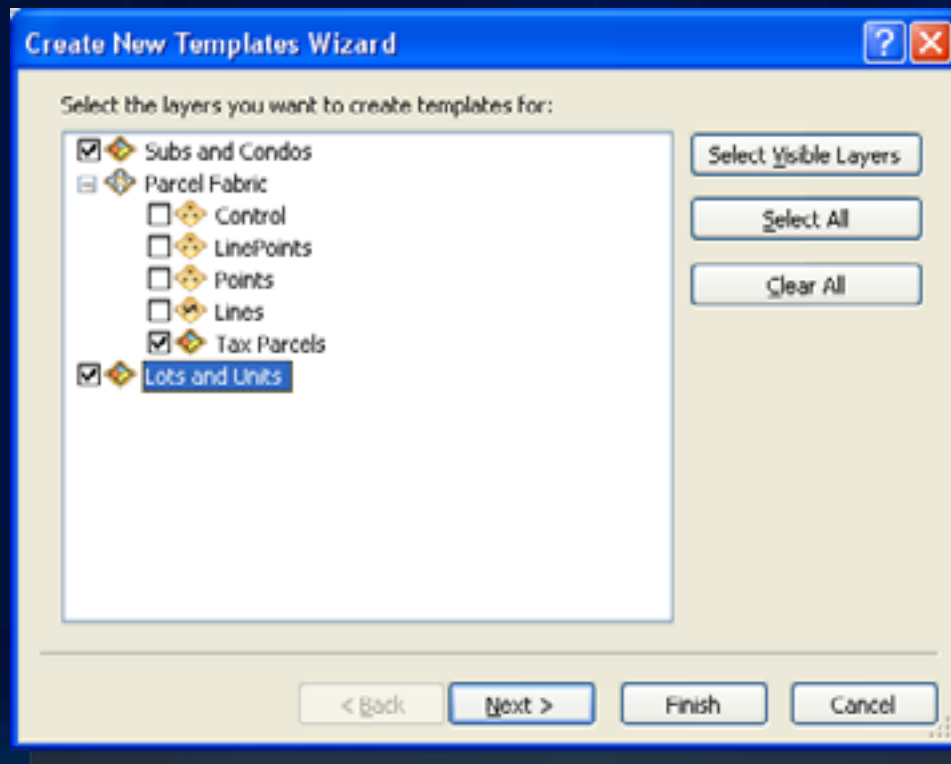 Create New Templates Wizard
Select the layers you want to create templates for:
Subs and Condos
Parcel Fabric
Control
LinePoints
Points
Lines
Tax Parcels
Lots and Units
Select Visible Layers
Select All
Clear All
< Back
Next >
Finish
Cancel